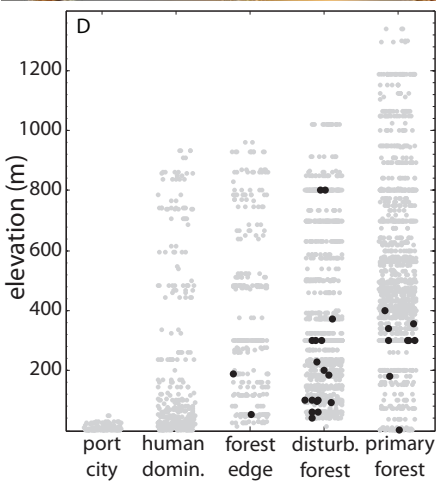 D
1200
1000
800
600
400
200
elevation (m)
port city
human domin.
forest edge
disturb. forest
primary forest